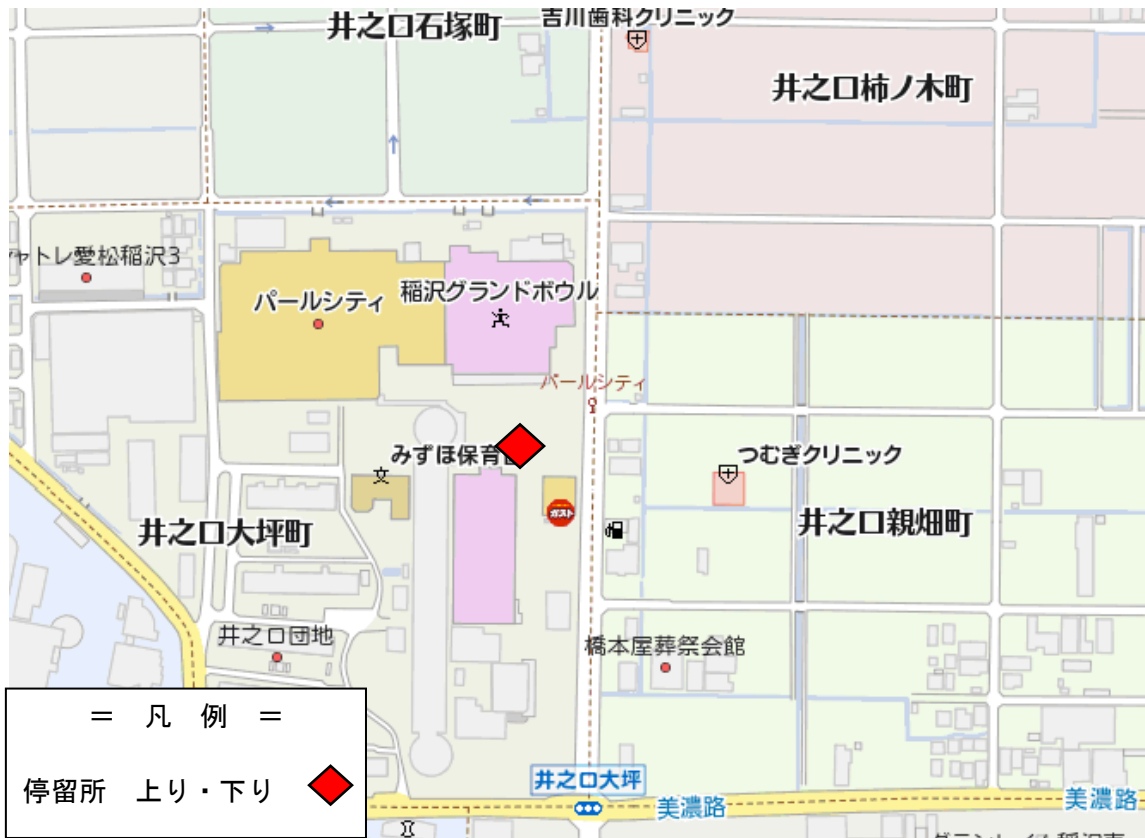 井之口石塚町
吉川歯科クリニック
井之口柿ノ木町
ャトレ愛松稲沢3
パールシティ
稲沢グランドボウル
パールシティ
みずほ保育
つむぎクリニック
ガスト
井之口大坪町
井之口親畑町
井之口団地
橋本屋葬祭会館
= 凡 例 =
停留所 上り・下り
井之口大坪
美濃路
美濃路